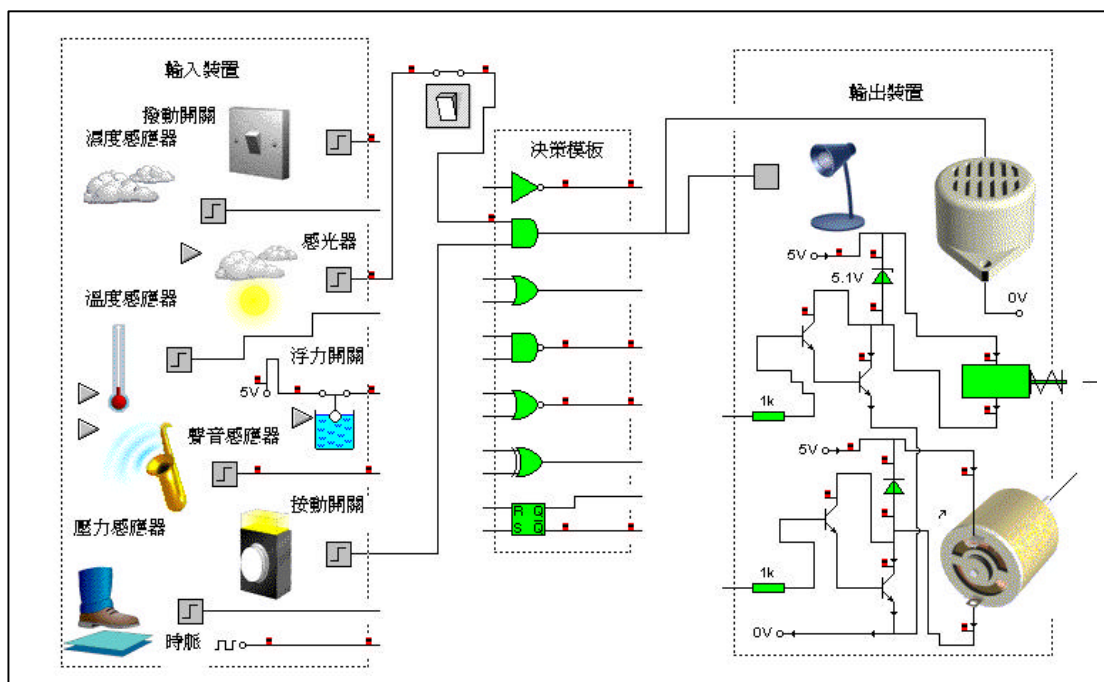 輸入裝置
撥動開關
濃度感應器
感光器
溫度感應器
浮力開關
5V
聲音感應器
按動開關
壓力感應器
時脈
決策模板
R Q
S Q̅
輸出裝置
5V
5.1V
0V
1k
5V
1k
0V